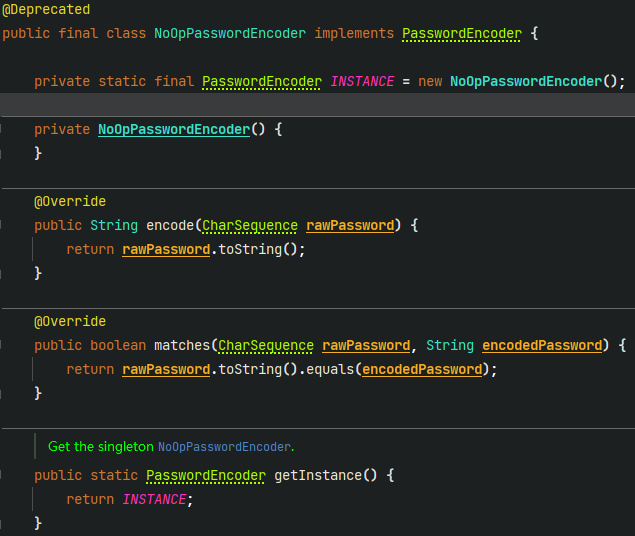 @Deprecated
public final class NoOpPasswordEncoder implements PasswordEncoder {
private static final PasswordEncoder INSTANCE = new NoOpPasswordEncoder();
private NoOpPasswordEncoder() {
}
@Override
public String encode(CharSequence rawPassword) {
return rawPassword.toString();
}
@Override
public boolean matches(CharSequence rawPassword, String encodedPassword) {
return rawPassword.toString().equals(encodedPassword);
}
Get the singleton NoOpPasswordEncoder.
public static PasswordEncoder getInstance() {
return INSTANCE;
}